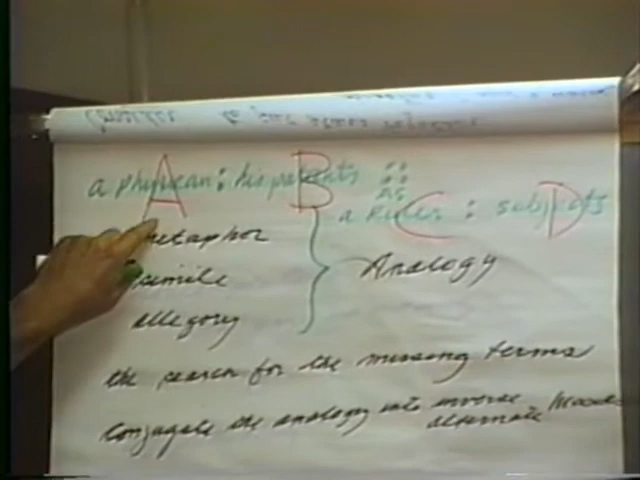 a physician : his patients ::
as
a ruler : subjects
A B C D
metaphor
simile
allegory
Analogy
the search for the missing terms
Conjugate the analogy into inverse
alternate